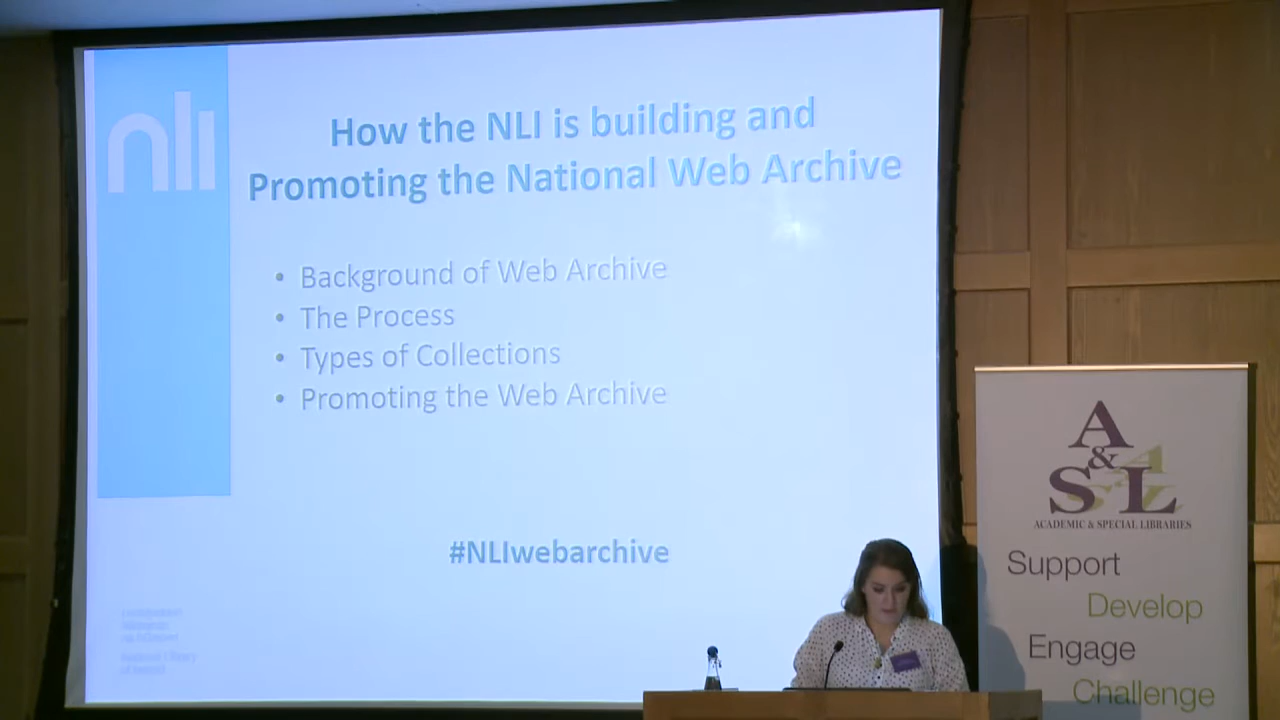 nli
How the NLI is building and
Promoting the National Web Archive
• Background of Web Archive
• The Process
• Types of Collections
• Promoting the Web Archive
#NLIwebarchive
A
&
SL
ACADEMIC & SPECIAL LIBRARIES
Support
Develop
Engage
Challenge